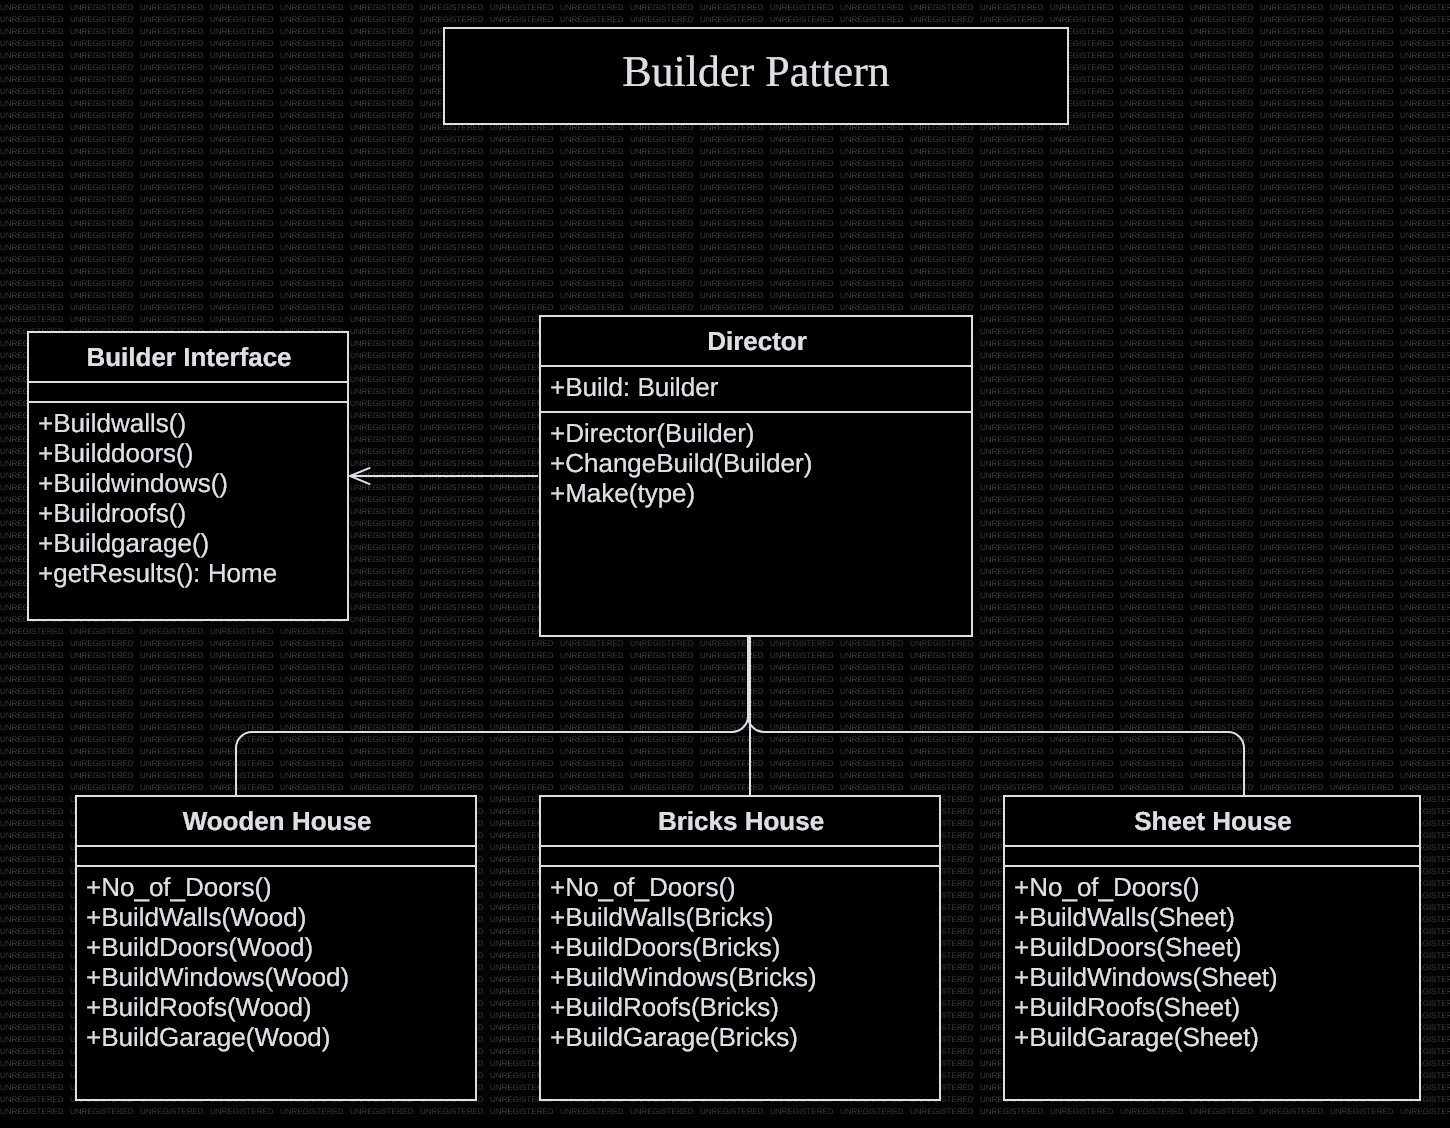 Builder Pattern
Builder Interface
+Buildwalls()
+Builddoors()
+Buildwindows()
+Buildroofs()
+Buildgarage()
+getResults(): Home
Director
+Build: Builder
+Director(Builder)
+ChangeBuild(Builder)
+Make(type)
Wooden House
+No_of_Doors()
+BuildWalls(Wood)
+BuildDoors(Wood)
+BuildWindows(Wood)
+BuildRoofs(Wood)
+BuildGarage(Wood)
Bricks House
+No_of_Doors()
+BuildWalls(Bricks)
+BuildDoors(Bricks)
+BuildWindows(Bricks)
+BuildRoofs(Bricks)
+BuildGarage(Bricks)
Sheet House
+No_of_Doors()
+BuildWalls(Sheet)
+BuildDoors(Sheet)
+BuildWindows(Sheet)
+BuildRoofs(Sheet)
+BuildGarage(Sheet)
UNREGISTERED